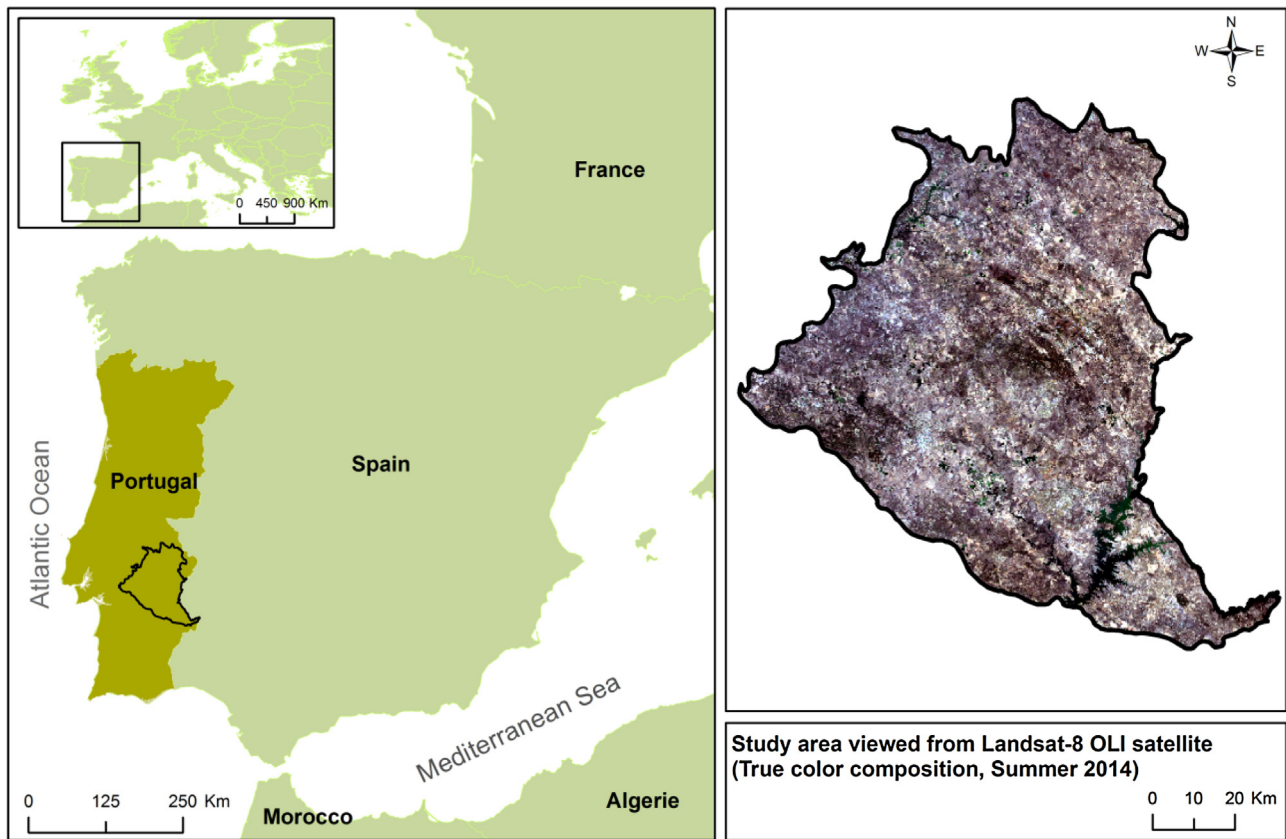 0 450 900 Km
France
Spain
Portugal
Atlantic Ocean
Mediterranean Sea
Morocco
Algerie
0 125 250 Km
N
W E
S
Study area viewed from Landsat-8 OLI satellite
(True color composition, Summer 2014)
0 10 20 Km